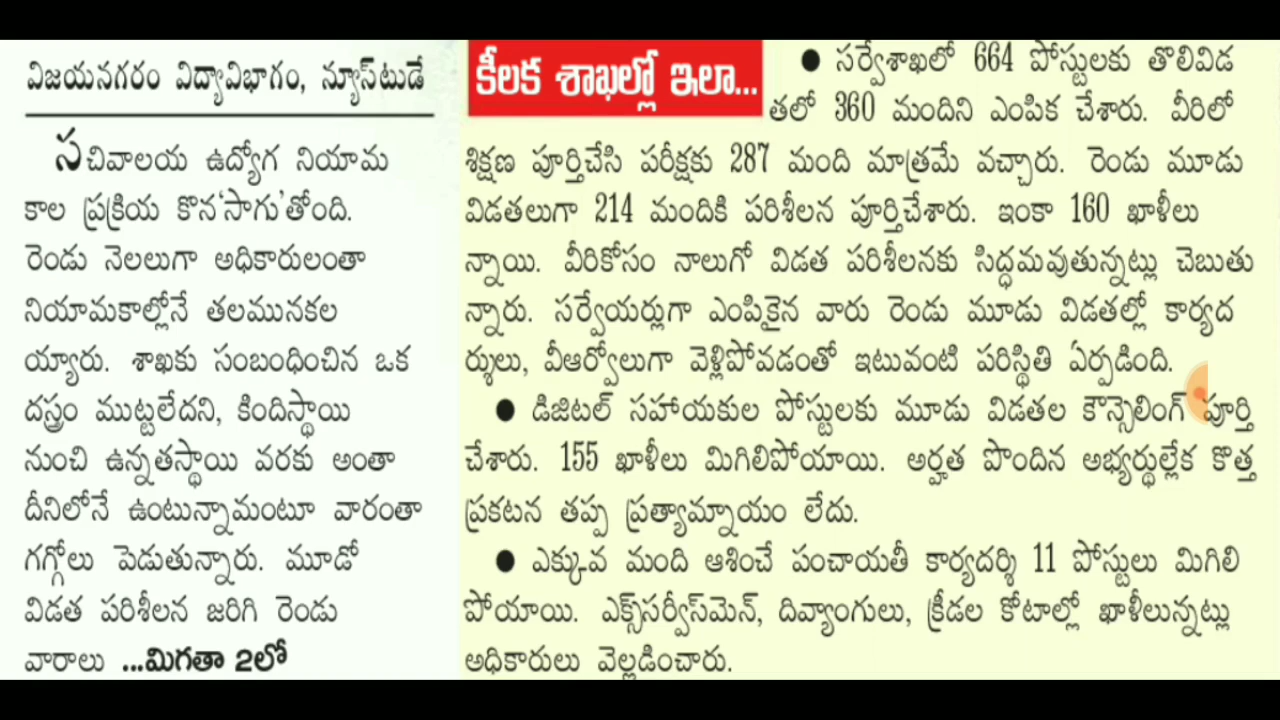 విజయనగరం విద్యావిభాగం, న్యూస్‌టుడే
సచివాలయ ఉద్యోగ నియామ
కాల ప్రక్రియ కొన‘సాగు’తోంది.
రెండు నెలలుగా అధికారులంతా
నియామకాల్లోనే తలమునకల
య్యారు. శాఖకు సంబంధించిన ఒక
దస్త్రం ముట్టలేదని, కిందిస్థాయి
నుంచి ఉన్నతస్థాయి వరకు అంతా
దీనిలోనే ఉంటున్నామంటూ వారంతా
గగ్గోలు పెడుతున్నారు. మూడో
విడత పరిశీలన జరిగి రెండు
వారాలు ...మిగతా 2లో
కీలక శాఖల్లో ఇలా...
● సర్వేశాఖలో 664 పోస్టులకు తొలివిడ
తలో 360 మందిని ఎంపిక చేశారు. వీరిలో
శిక్షణ పూర్తిచేసి పరీక్షకు 287 మంది మాత్రమే వచ్చారు. రెండు మూడు
విడతలుగా 214 మందికి పరిశీలన పూర్తిచేశారు. ఇంకా 160 ఖాళీలు
న్నాయి. వీరికోసం నాలుగో విడత పరిశీలనకు సిద్ధమవుతున్నట్లు చెబుతు
న్నారు. సర్వేయర్లుగా ఎంపికైన వారు రెండు మూడు విడతల్లో కార్యద
ర్శులు, వీఆర్వోలుగా వెళ్లిపోవడంతో ఇటువంటి పరిస్థితి ఏర్పడింది.
● డిజిటల్ సహాయకుల పోస్టులకు మూడు విడతల కౌన్సెలింగ్ పూర్తి
చేశారు. 155 ఖాళీలు మిగిలిపోయాయి. అర్హత పొందిన అభ్యర్థుల్లేక కొత్త
ప్రకటన తప్ప ప్రత్యామ్నాయం లేదు.
● ఎక్కువ మంది ఆశించే పంచాయతీ కార్యదర్శి 11 పోస్టులు మిగిలి
పోయాయి. ఎక్స్‌సర్వీస్‌మెన్, దివ్యాంగులు, క్రీడల కోటాల్లో ఖాళీలున్నట్లు
అధికారులు వెల్లడించారు.